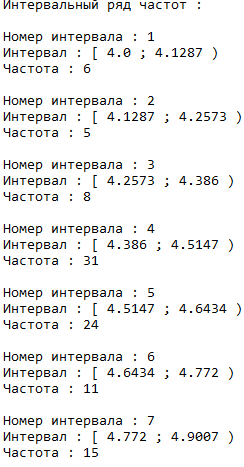 Интервальный ряд частот :
Номер интервала : 1
Интервал : [ 4.0 ; 4.1287 )
Частота : 6
Номер интервала : 2
Интервал : [ 4.1287 ; 4.2573 )
Частота : 5
Номер интервала : 3
Интервал : [ 4.2573 ; 4.386 )
Частота : 8
Номер интервала : 4
Интервал : [ 4.386 ; 4.5147 )
Частота : 31
Номер интервала : 5
Интервал : [ 4.5147 ; 4.6434 )
Частота : 24
Номер интервала : 6
Интервал : [ 4.6434 ; 4.772 )
Частота : 11
Номер интервала : 7
Интервал : [ 4.772 ; 4.9007 )
Частота : 15